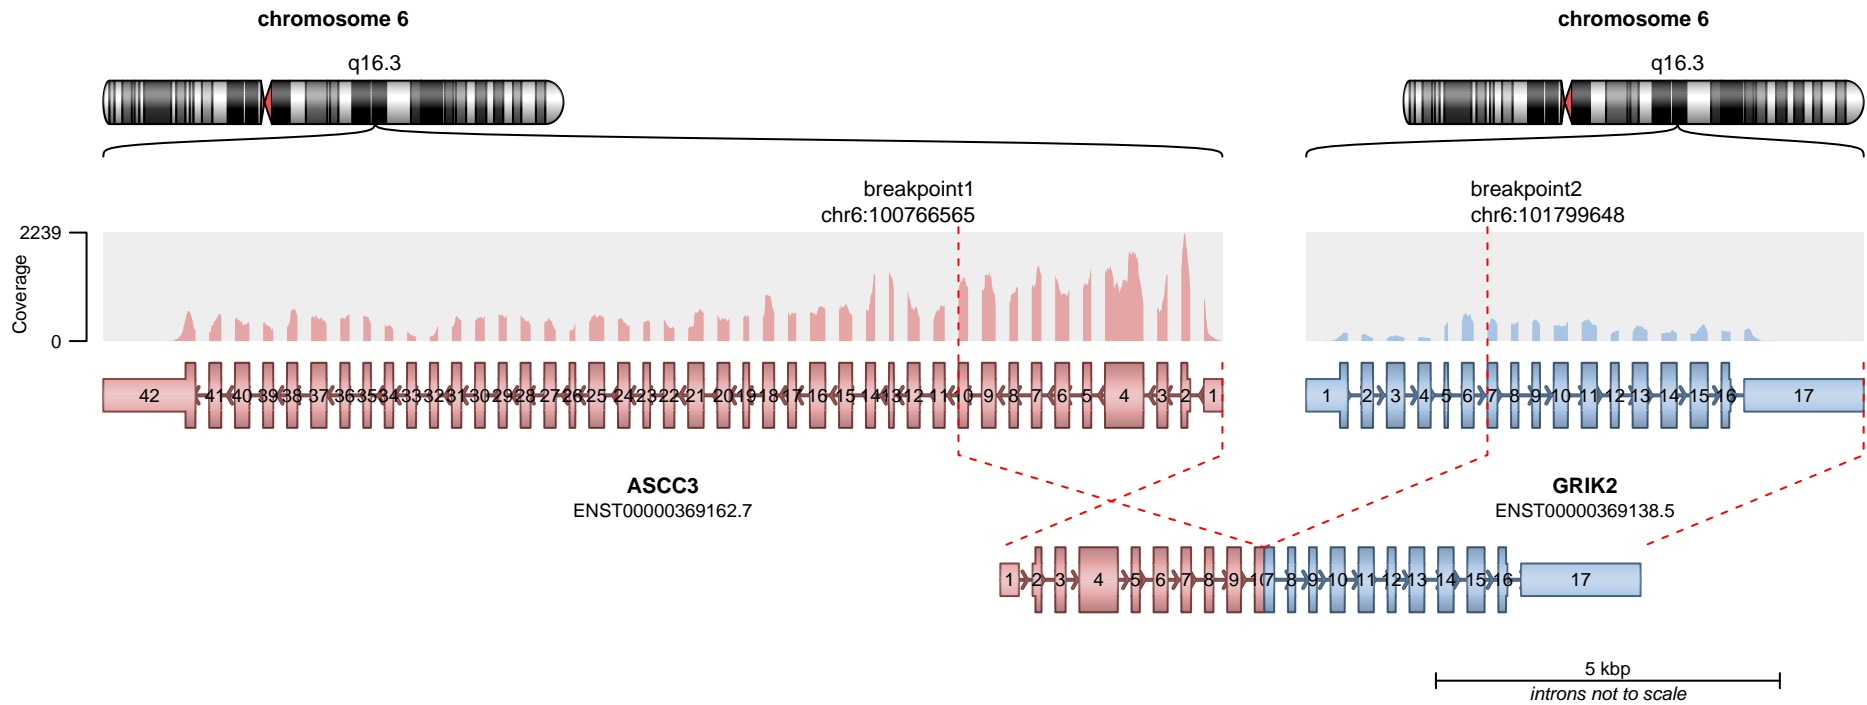 chromosome 6
chromosome 6
q16.3
q16.3
breakpoint1
chr6:100766565
breakpoint2
chr6:101799648
2239
Coverage
0
42 41 40 39 38 37 36 35 34 33 32 31 30 29 28 27 26 25 24 23 22 21 20 19 18 17 16 15 14 13 12 11 10 9 8 7 6 5 4 3 2 1
1 2 3 4 5 6 7 8 9 10 11 12 13 14 15 16 17
ASCC3
ENST00000369162.7
GRIK2
ENST00000369138.5
1 2 3 4 5 6 7 8 9 10 7 8 9 10 11 12 13 14 15 16 17
5 kbp
introns not to scale